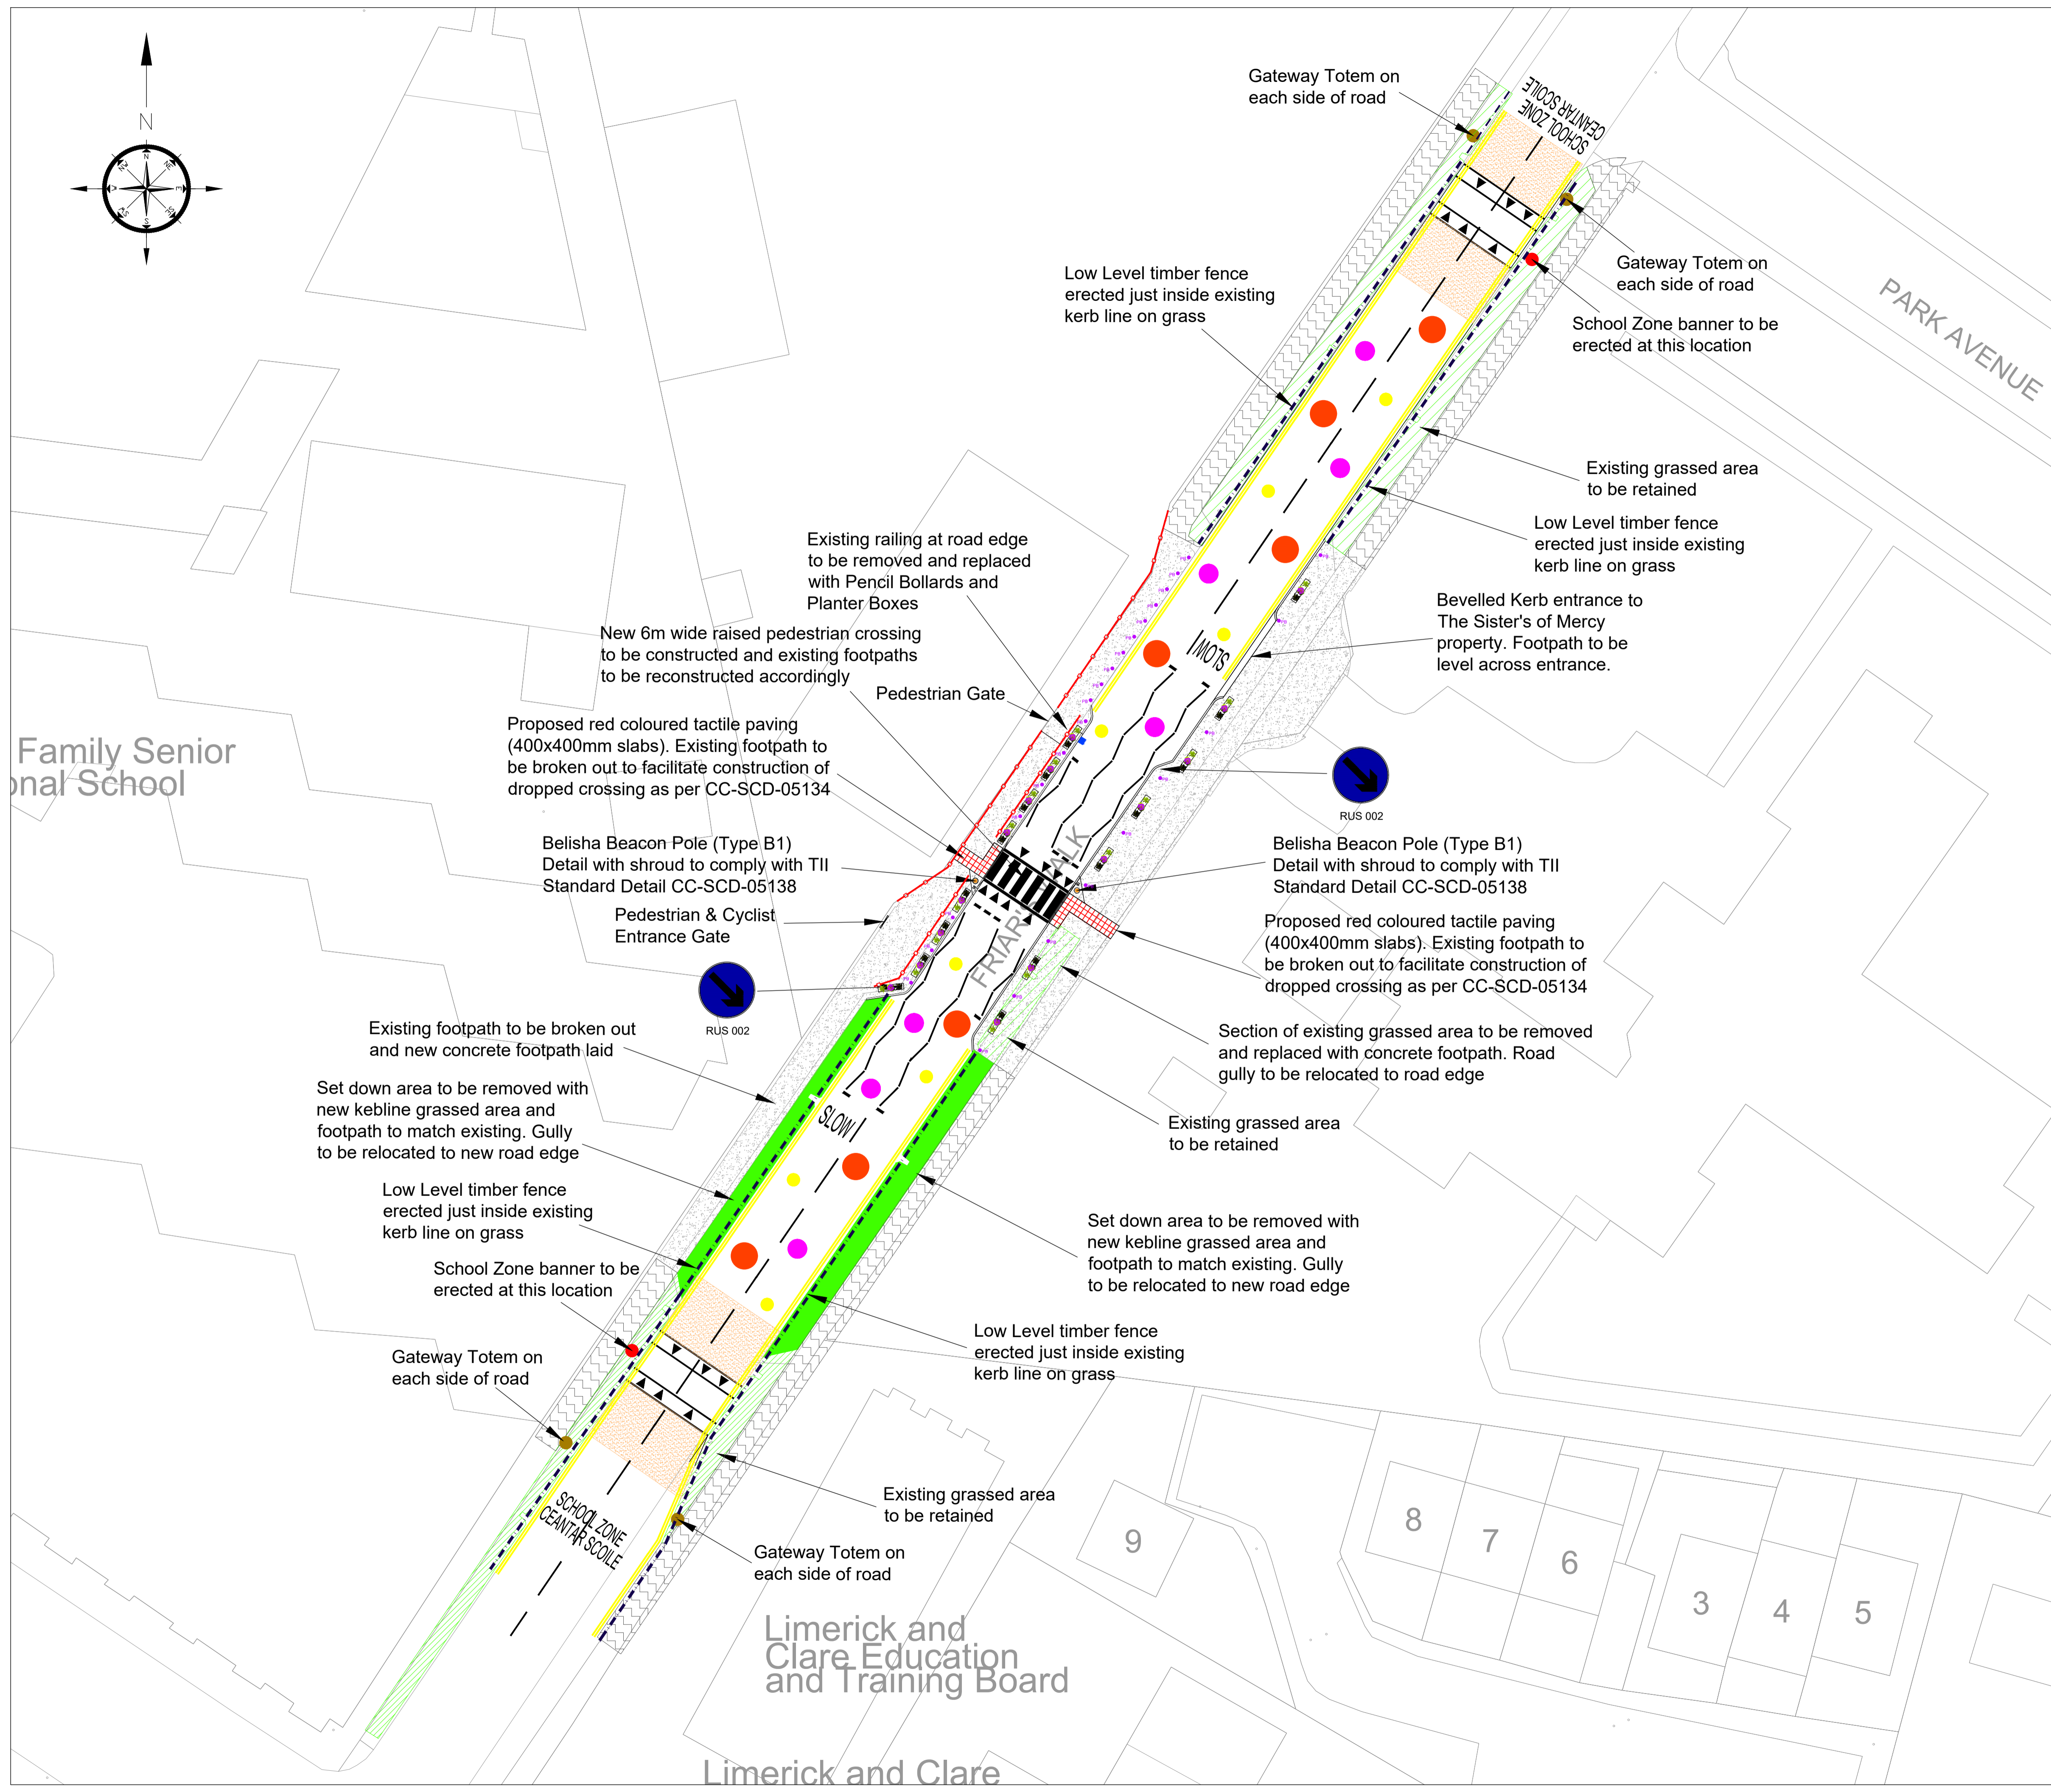 Gateway Totem on
each side of road
SCHOOL ZONE
CEANTAR SCOILE
N
Gateway Totem on
each side of road
School Zone banner to be
erected at this location
PARK AVENUE
Low Level timber fence
erected just inside existing
kerb line on grass
Existing grassed area
to be retained
Low Level timber fence
erected just inside existing
kerb line on grass
Existing railing at road edge
to be removed and replaced
with Pencil Bollards and
Planter Boxes
Bevelled Kerb entrance to
The Sister's of Mercy
property. Footpath to be
level across entrance.
New 6m wide raised pedestrian crossing
to be constructed and existing footpaths
to be reconstructed accordingly
SLOW
Pedestrian Gate
Proposed red coloured tactile paving
(400x400mm slabs). Existing footpath to
be broken out to facilitate construction of
dropped crossing as per CC-SCD-05134
Family Senior
onal School
RUS 002
Belisha Beacon Pole (Type B1)
Detail with shroud to comply with TII
Standard Detail CC-SCD-05138
Belisha Beacon Pole (Type B1)
Detail with shroud to comply with TII
Standard Detail CC-SCD-05138
Pedestrian & Cyclist
Entrance Gate
Proposed red coloured tactile paving
(400x400mm slabs). Existing footpath to
be broken out to facilitate construction of
dropped crossing as per CC-SCD-05134
RUS 002
Existing footpath to be broken out
and new concrete footpath laid
Section of existing grassed area to be removed
and replaced with concrete footpath. Road
gully to be relocated to road edge
Set down area to be removed with
new kebline grassed area and
footpath to match existing. Gully
to be relocated to new road edge
SLOW
Existing grassed area
to be retained
Low Level timber fence
erected just inside existing
kerb line on grass
Set down area to be removed with
new kebline grassed area and
footpath to match existing. Gully
to be relocated to new road edge
School Zone banner to be
erected at this location
Low Level timber fence
erected just inside existing
kerb line on grass
Gateway Totem on
each side of road
Existing grassed area
to be retained
SCHOOL ZONE
CEANTAR SCOILE
Gateway Totem on
each side of road
9
8
7
6
3
4
5
Limerick and
Clare Education
and Training Board
Limerick and Clare